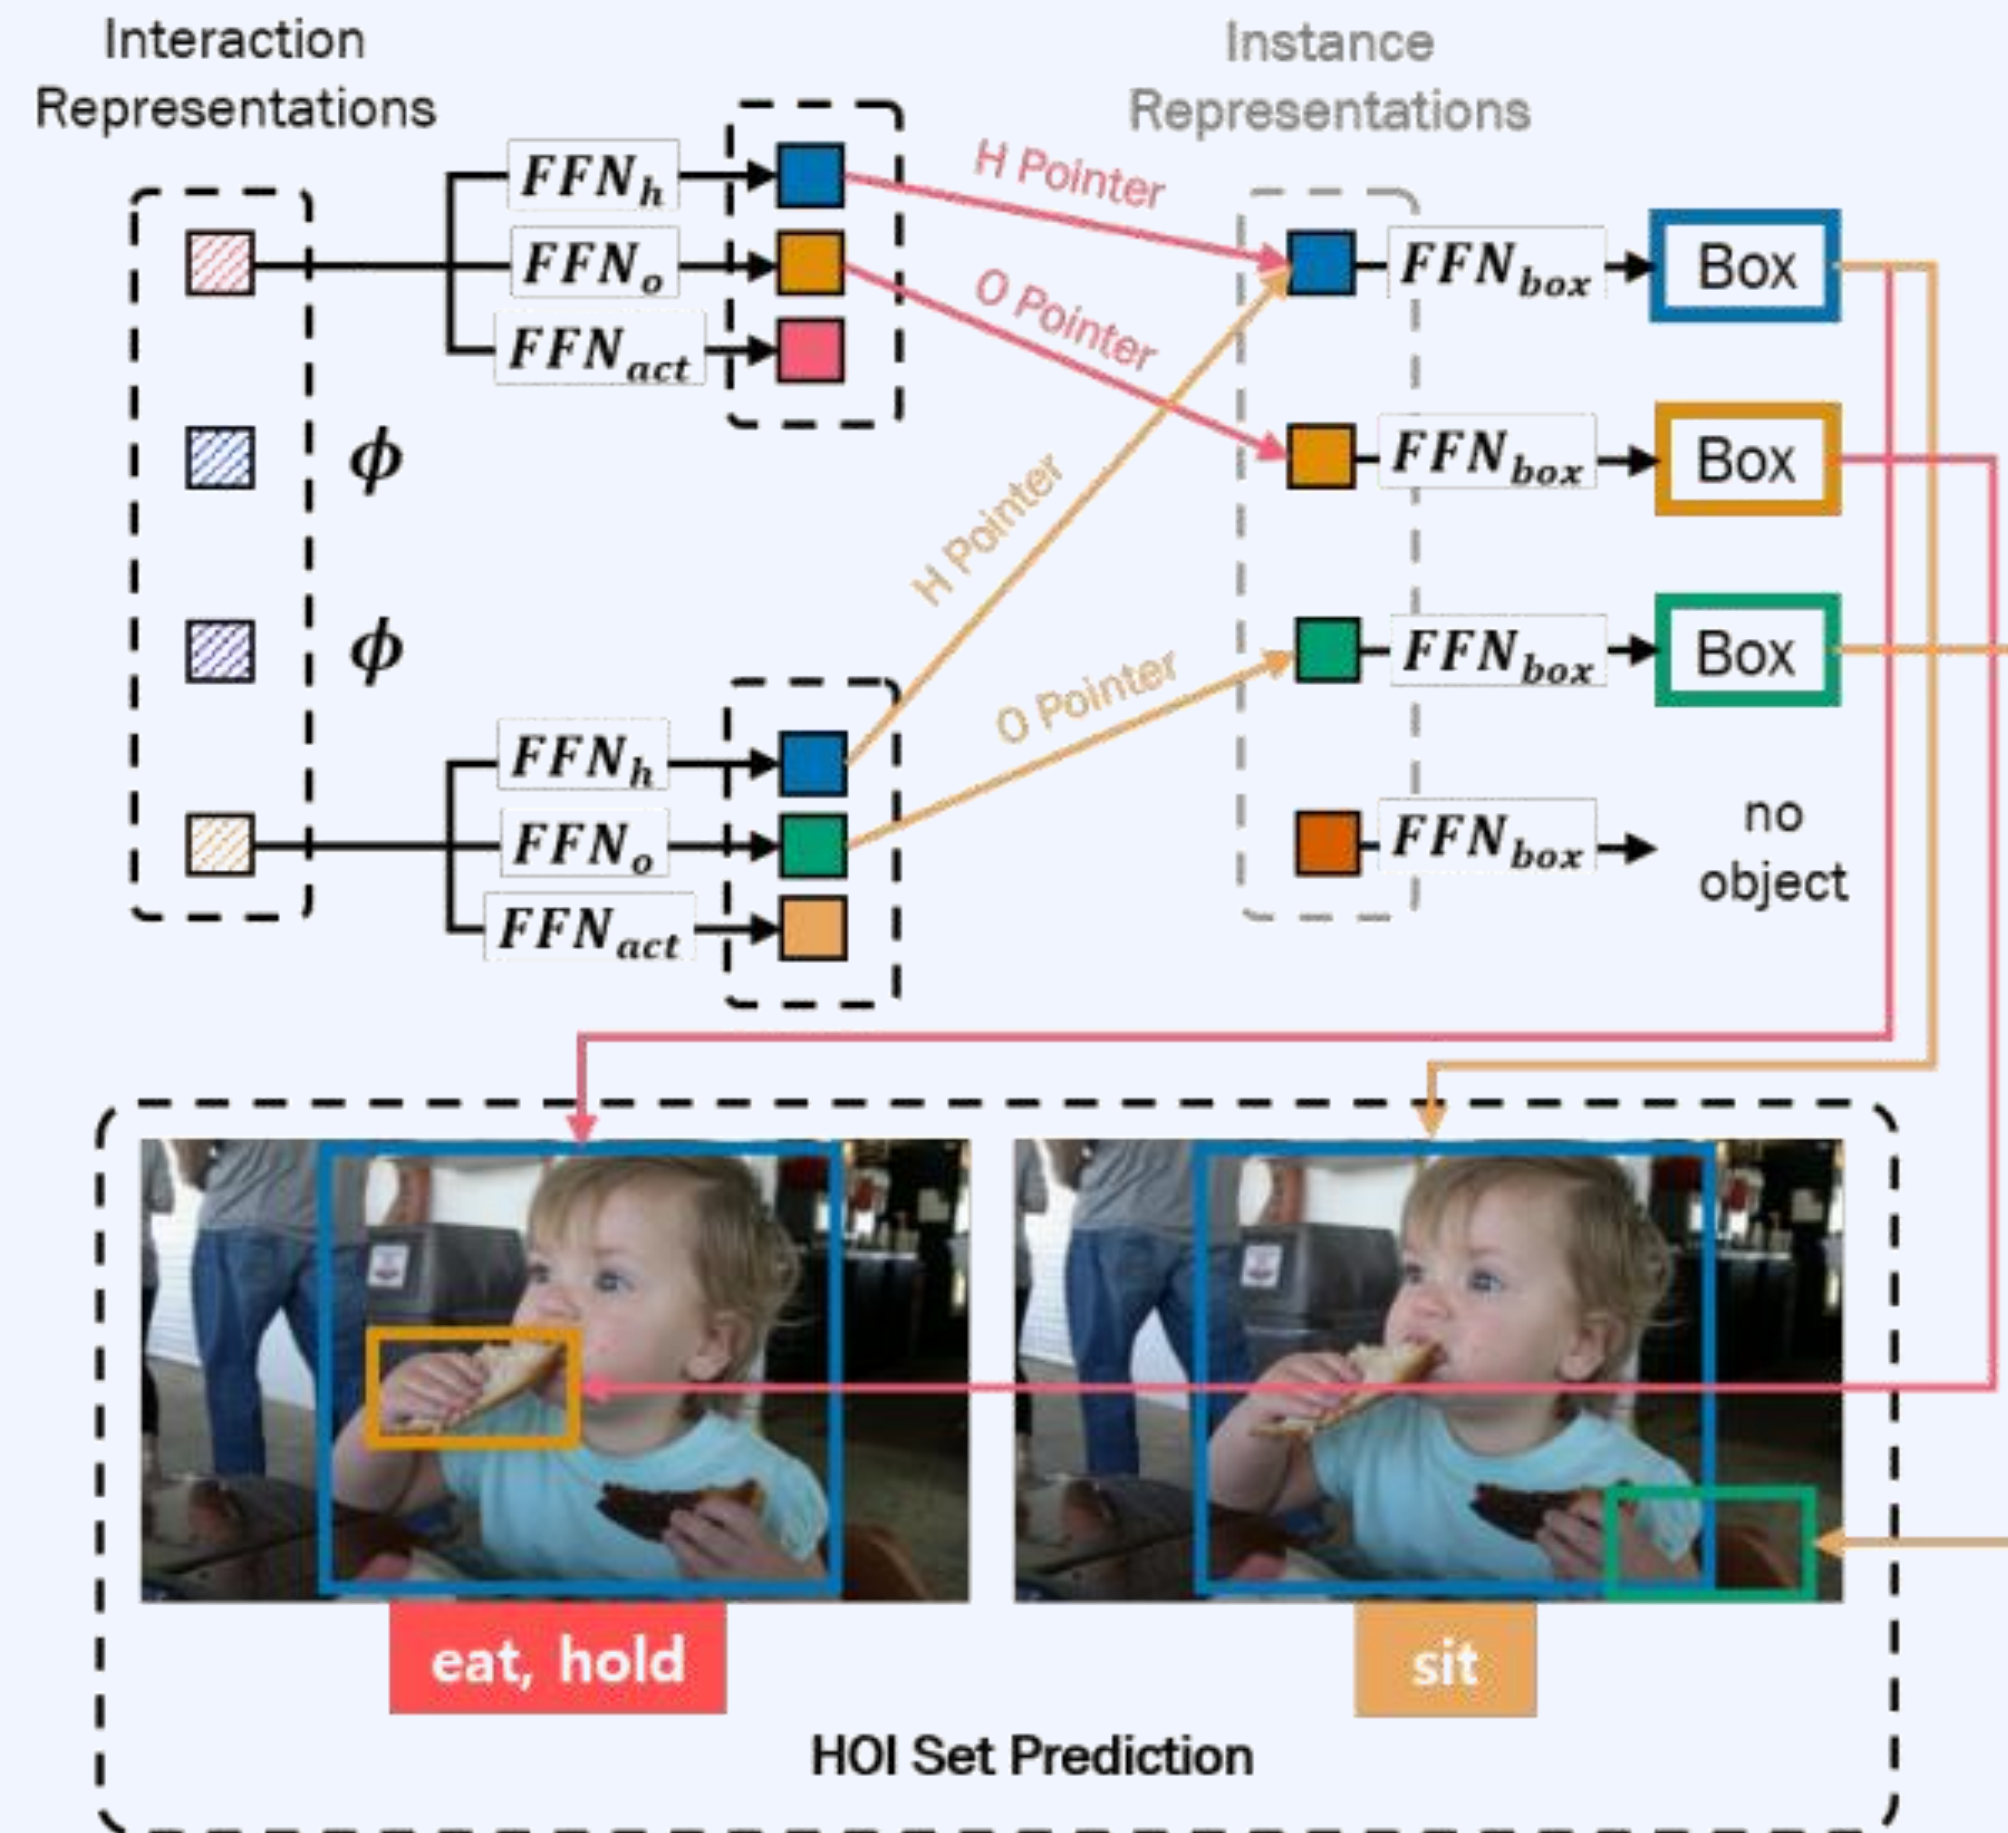 Interaction
Representations
Instance
Representations
FFN_h
FFN_o
FFN_act
H Pointer
O Pointer
FFN_box
Box
ϕ
FFN_box
Box
ϕ
H Pointer
O Pointer
FFN_box
Box
FFN_h
FFN_o
FFN_act
FFN_box
no
object
eat, hold
sit
HOI Set Prediction